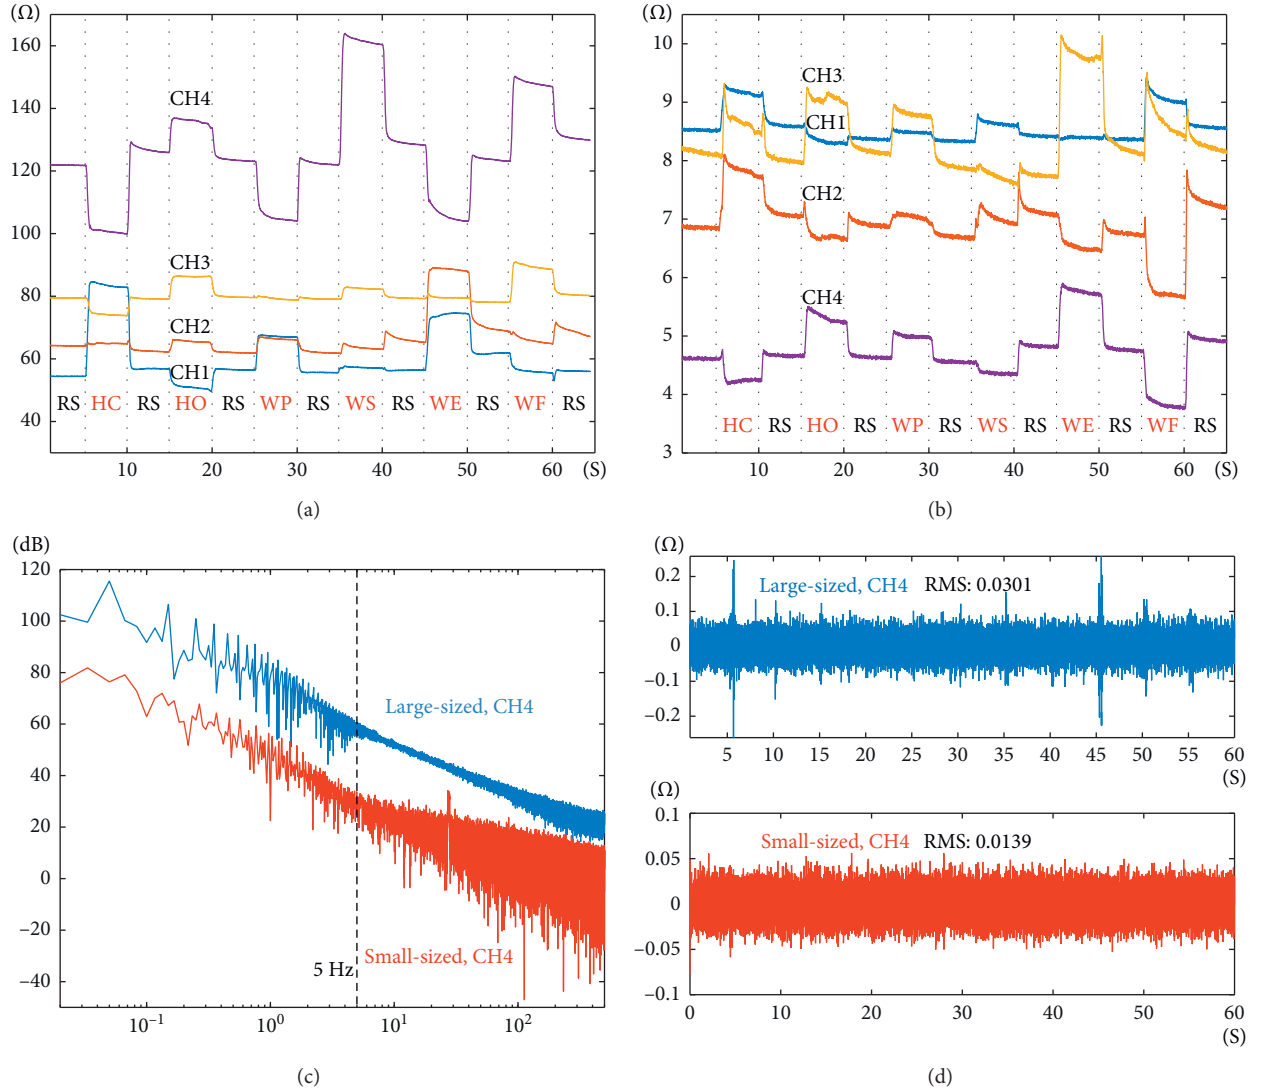 (Ω)
160
140
120
100
80
60
40
CH4
CH3
CH2
CH1
RS HC RS HO RS WP RS WS RS WE RS WF RS
10 20 30 40 50 60 (S)
(a)
(Ω)
10
9
8
7
6
5
4
3
CH3
CH1
CH2
CH4
HC RS HO RS WP RS WS RS WE RS WF RS
10 20 30 40 50 60 (S)
(b)
(dB)
120
100
80
60
40
20
0
−20
−40
Large-sized, CH4
Small-sized, CH4
5 Hz
10⁻¹ 10⁰ 10¹ 10²
(c)
(Ω)
0.2
0.1
0
−0.1
−0.2
Large-sized, CH4 RMS: 0.0301
5 10 15 20 25 30 35 40 45 50 55 60
(S)
(Ω)
0.1
0.05
0
−0.05
−0.1
Small-sized, CH4 RMS: 0.0139
0 10 20 30 40 50 60
(S)
(d)